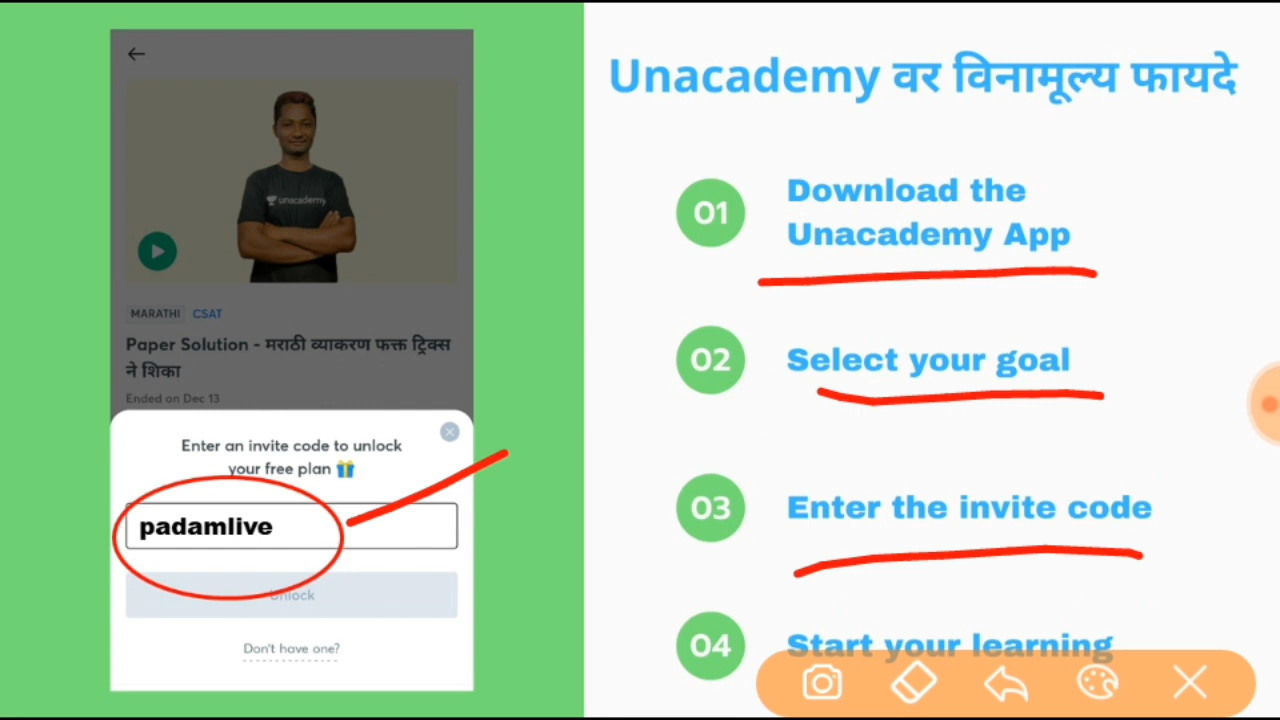 unacademy
MARATHI CSAT
Paper Solution - मराठी व्याकरण फक्त ट्रिक्स
ने शिका
Ended on Dec 13
Enter an invite code to unlock
your free plan
padamlive
Unlock
Don't have one?
Unacademy वर विनामूल्य फायदे
01
Download the
Unacademy App
02
Select your goal
03
Enter the invite code
04
Start your learning